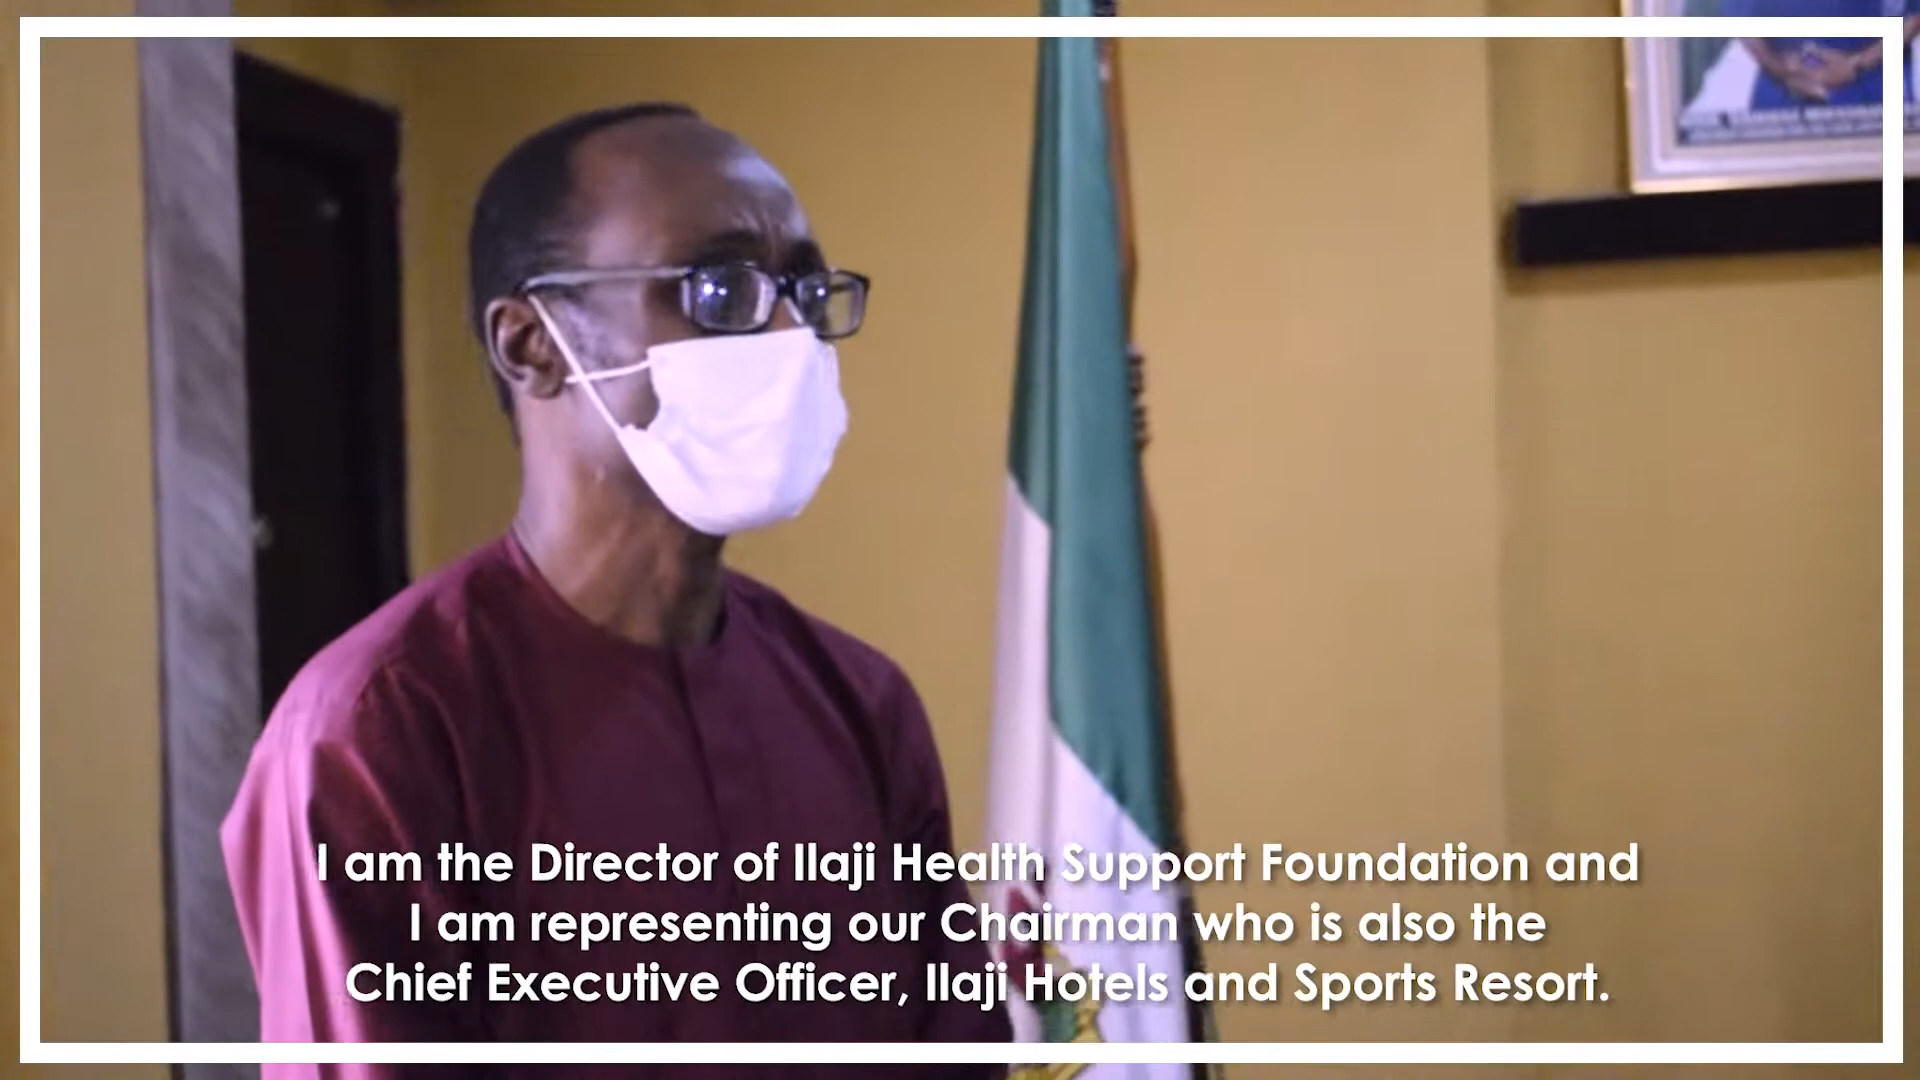 I am the Director of Ilaji Health Support Foundation and
I am representing our Chairman who is also the
Chief Executive Officer, Ilaji Hotels and Sports Resort.